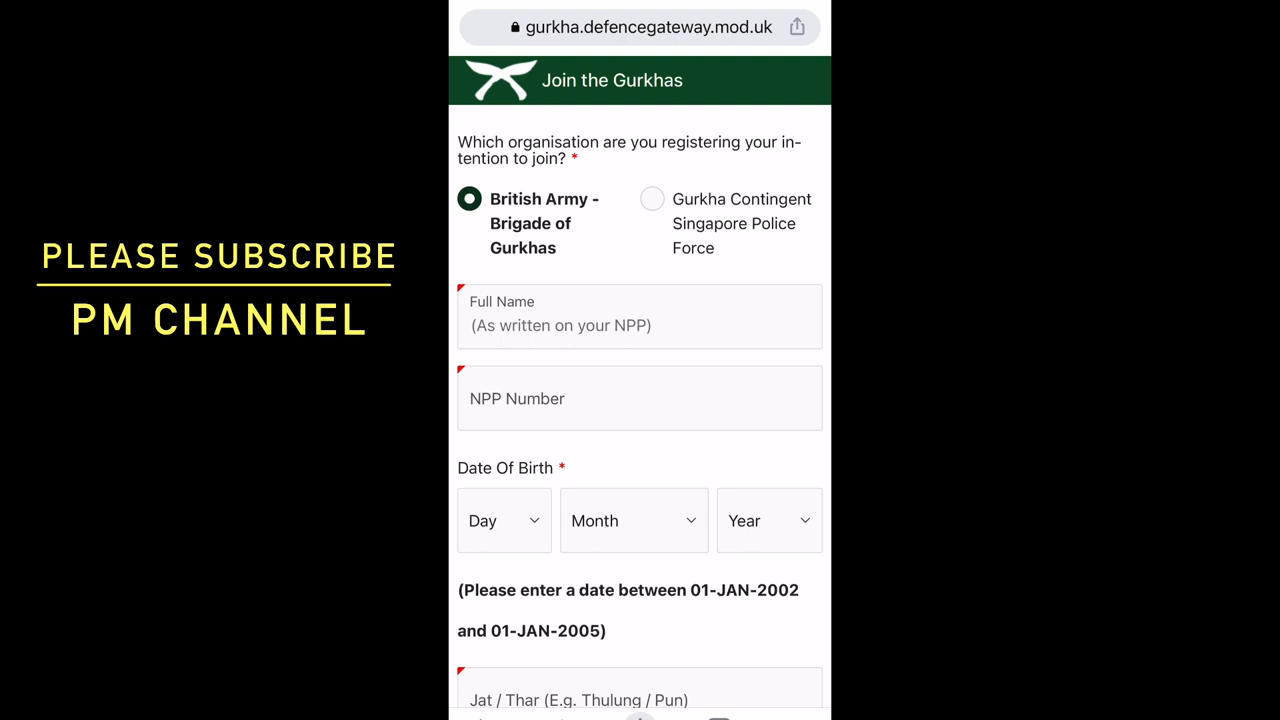 PLEASE SUBSCRIBE
PM CHANNEL
gurkha.defencegateway.mod.uk
Join the Gurkhas
Which organisation are you registering your in-
tention to join? *
British Army -
Brigade of
Gurkhas
Gurkha Contingent
Singapore Police
Force
Full Name
(As written on your NPP)
NPP Number
Date Of Birth *
Day
Month
Year
(Please enter a date between 01-JAN-2002
and 01-JAN-2005)
Jat / Thar (E.g. Thulung / Pun)